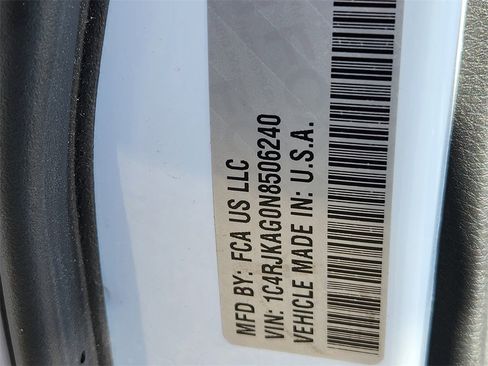 MFD BY: FCA US LLC
VIN: 1C4RJKAG0N8506240
VEHICLE MADE IN: U.S.A.